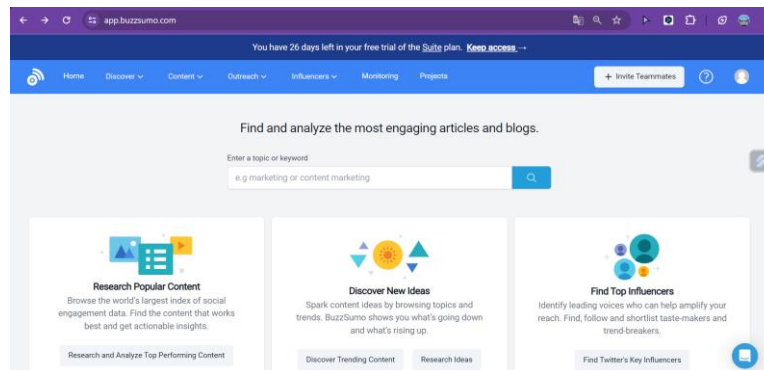 app.buzzsumo.com
You have 26 days left in your free trial of the Suite plan. Keep access →
Home Discover Content Outreach Influencers Monitoring Projects + Invite Teammates ?
Find and analyze the most engaging articles and blogs.
Enter a topic or keyword
e.g marketing or content marketing
Research Popular Content
Browse the world's largest index of social
engagement data. Find the content that works
best and get actionable insights.
Research and Analyze Top Performing Content
Discover New Ideas
Spark content ideas by browsing topics and
trends. BuzzSumo shows you what's going down
and what's rising up.
Discover Trending Content Research Ideas
Find Top Influencers
Identify leading voices who can help amplify your
reach. Find, follow and shortlist taste-makers and
trend-breakers.
Find Twitter's Key Influencers